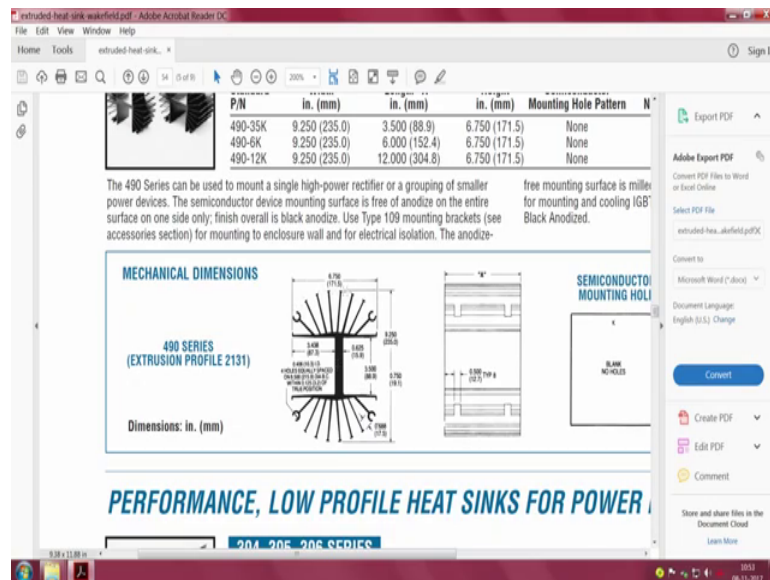 extruded-heat-sink-wakefield.pdf - Adobe Acrobat Reader DC
File Edit View Window Help
Home Tools extruded-heat-sink... × Sign I
54 (5 of 8) 200%
P/N in. (mm) in. (mm) in. (mm) Mounting Hole Pattern N
490-35K 9.250 (235.0) 3.500 (88.9) 6.750 (171.5) None
490-6K 9.250 (235.0) 6.000 (152.4) 6.750 (171.5) None
490-12K 9.250 (235.0) 12.000 (304.8) 6.750 (171.5) None
The 490 Series can be used to mount a single high-power rectifier or a grouping of smaller
power devices. The semiconductor device mounting surface is free of anodize on the entire
surface on one side only; finish overall is black anodize. Use Type 109 mounting brackets (see
accessories section) for mounting to enclosure wall and for electrical isolation. The anodize-
free mounting surface is mille
for mounting and cooling IGBT
Black Anodized.
MECHANICAL DIMENSIONS
490 SERIES
(EXTRUSION PROFILE 2131)
Dimensions: in. (mm)
6.750
(171.5)
9.250
(235.0)
3.438
(87.3)
0.625
(15.9)
3.500
(88.9)
0.750
(19.1)
"A"
0.500
(12.7) TYP 8
SEMICONDUCTO
MOUNTING HOL
K
BLANK
NO HOLES
PERFORMANCE, LOW PROFILE HEAT SINKS FOR POWER
304, 305, 306 SERIES
9.38 x 11.88 in
Export PDF
Adobe Export PDF
Convert PDF Files to Word
or Excel Online
Select PDF File
extruded-hea...akefield.pdf
Convert to
Microsoft Word (*.docx)
Document Language:
English (U.S.) Change
Convert
Create PDF
Edit PDF
Comment
Store and share files in the
Document Cloud
Learn More
10:53